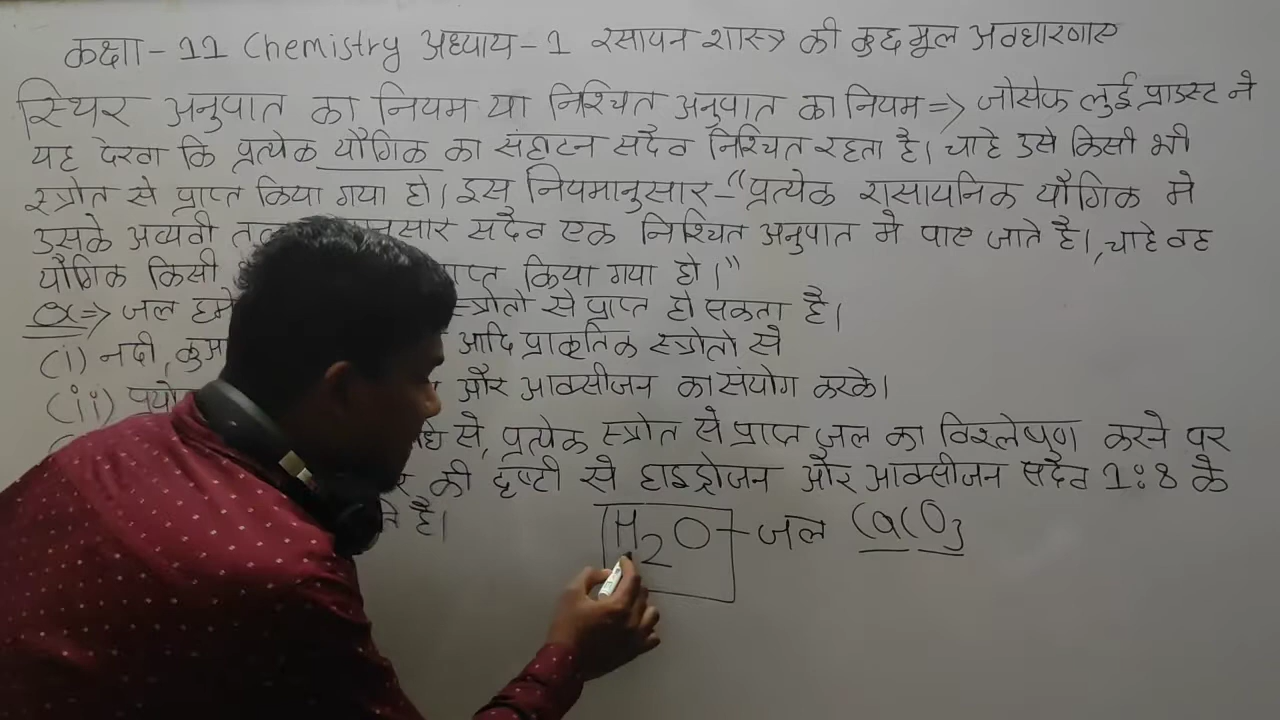 कक्षा - 11 Chemistry अध्याय - 1 रसायन शास्त्र की कुछ मूल अवधारणाए
स्थिर अनुपात का नियम या निश्चित अनुपात का नियम => जोसेफ लुई प्राउस्ट ने
यह देखा कि प्रत्येक यौगिक का संघटन सदैव निश्चित रहता है। चाहे उसे किसी भी
स्त्रोत से प्राप्त किया गया हो। इस नियमानुसार - "प्रत्येक रासायनिक यौगिक मे
उसके अव्यवी सदैव एक निश्चित अनुपात मे पाए जाते है।, चाहे वह
यौगिक किसी किया गया हो।"
जल स्त्रोतो से प्राप्त हो सकता है।
(i) नदी, आदि प्राकृतिक स्त्रोतो से
(ii) और आक्सीजन का संयोग करके।
से, प्रत्येक स्त्रोत से प्राप्त जल का विश्लेषण करने पर
की दृष्टी से हाइड्रोजन और आक्सीजन सदैव 1:8 के
है। H2O - जल CaCO3